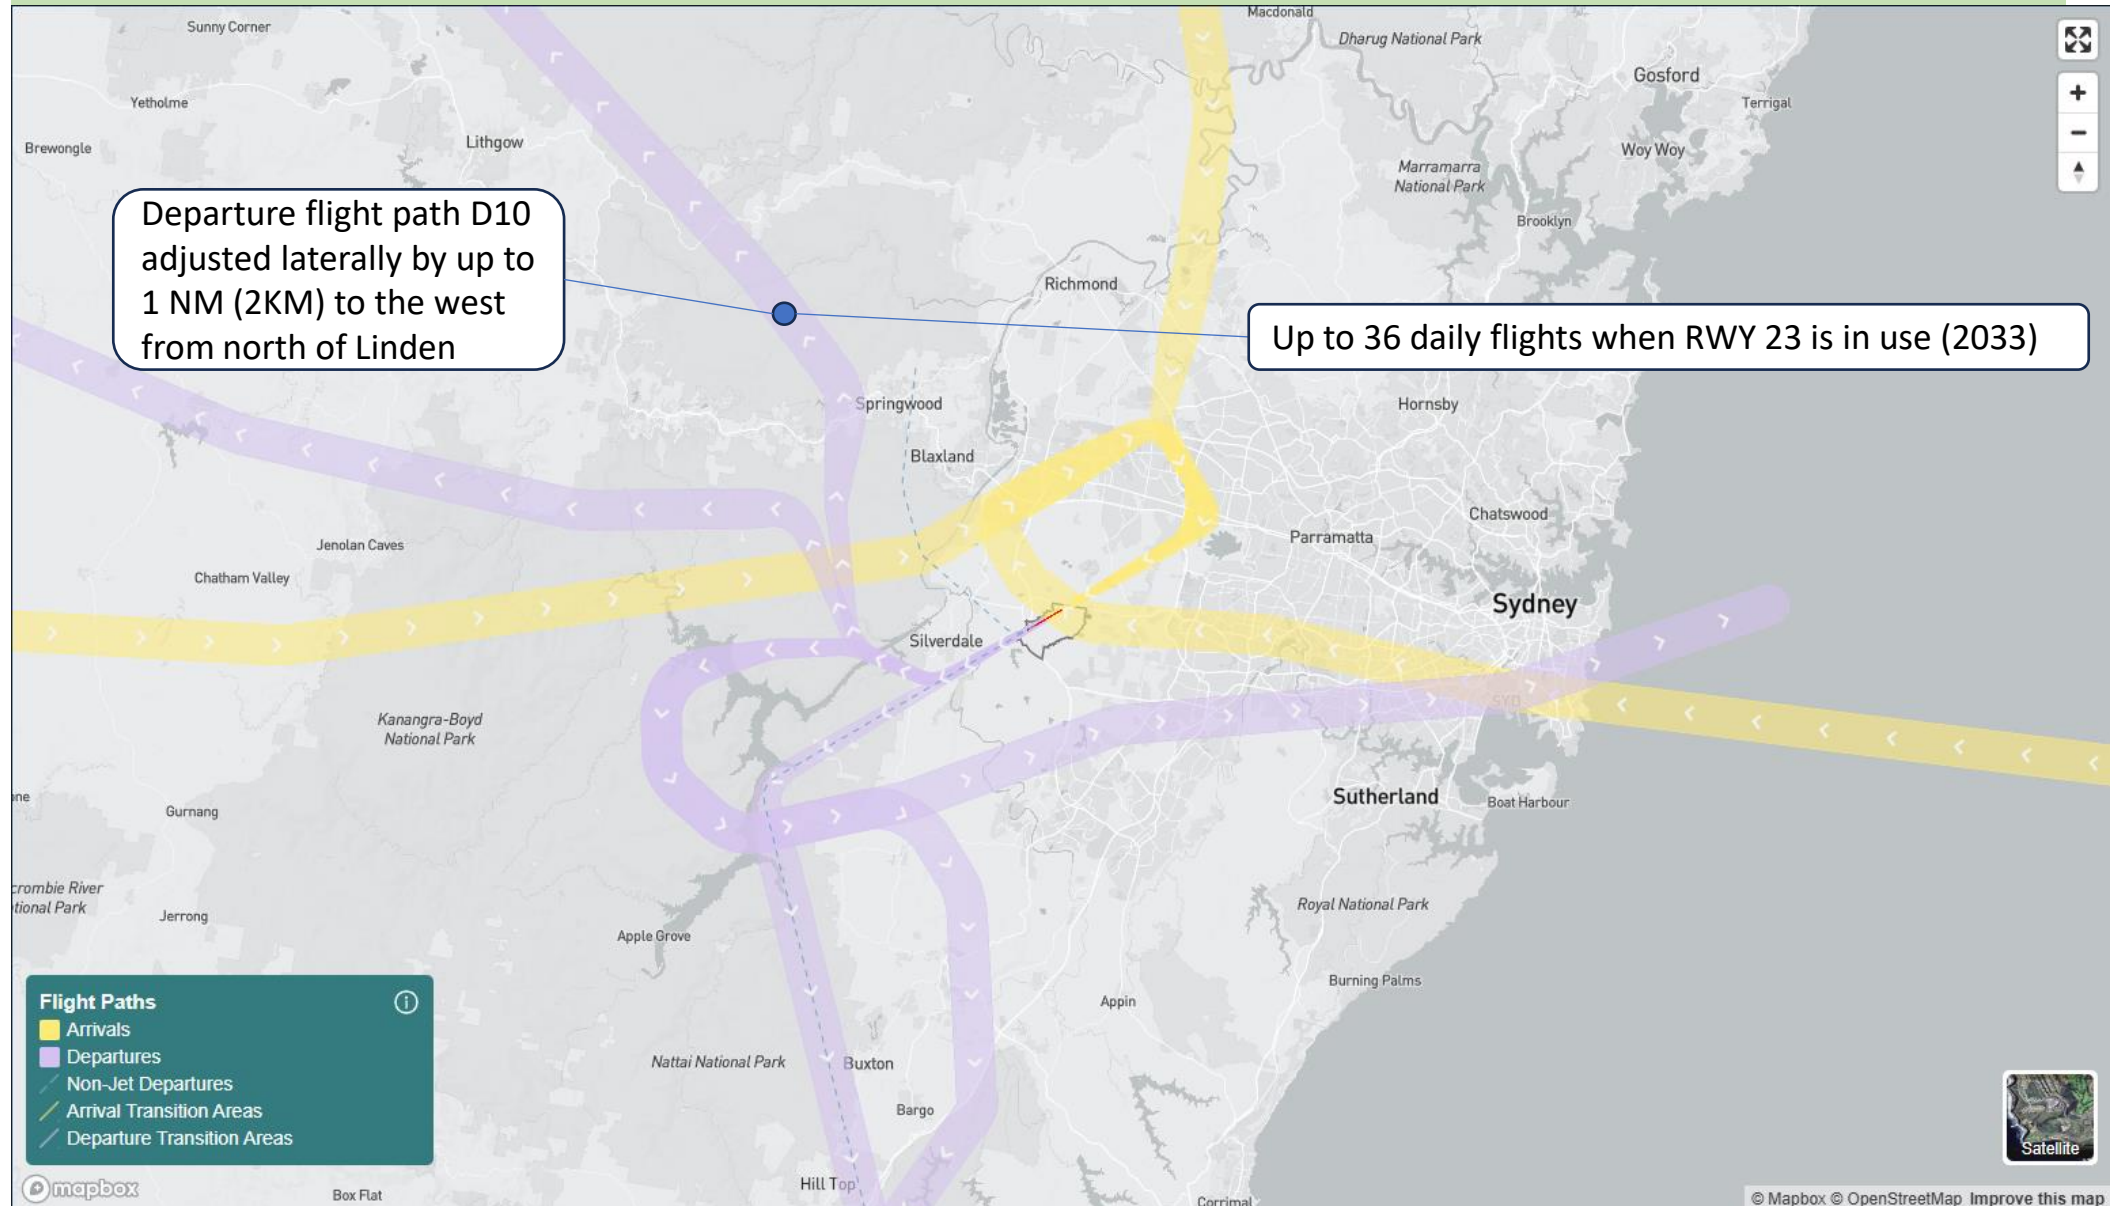 Macdonald
Sunny Corner
Dharug National Park
Gosford
Yetholme
Terrigal
Lithgow
Brewongle
Woy Woy
Marramarra
National Park
Brooklyn
Departure flight path D10
adjusted laterally by up to
1 NM (2KM) to the west
from north of Linden
Richmond
Up to 36 daily flights when RWY 23 is in use (2033)
Springwood
Hornsby
Blaxland
Chatswood
Parramatta
Jenolan Caves
Chatham Valley
Sydney
Silverdale
SYD
Kanangra-Boyd
National Park
Sutherland
Boat Harbour
Gurnang
crombie River
tional Park
Jerrong
Royal National Park
Apple Grove
Burning Palms
Appin
Flight Paths
Arrivals
Departures
Non-Jet Departures
Arrival Transition Areas
Departure Transition Areas
Nattai National Park
Buxton
Bargo
Satellite
Hill Top
mapbox
Box Flat
Corrimal
© Mapbox © OpenStreetMap Improve this map